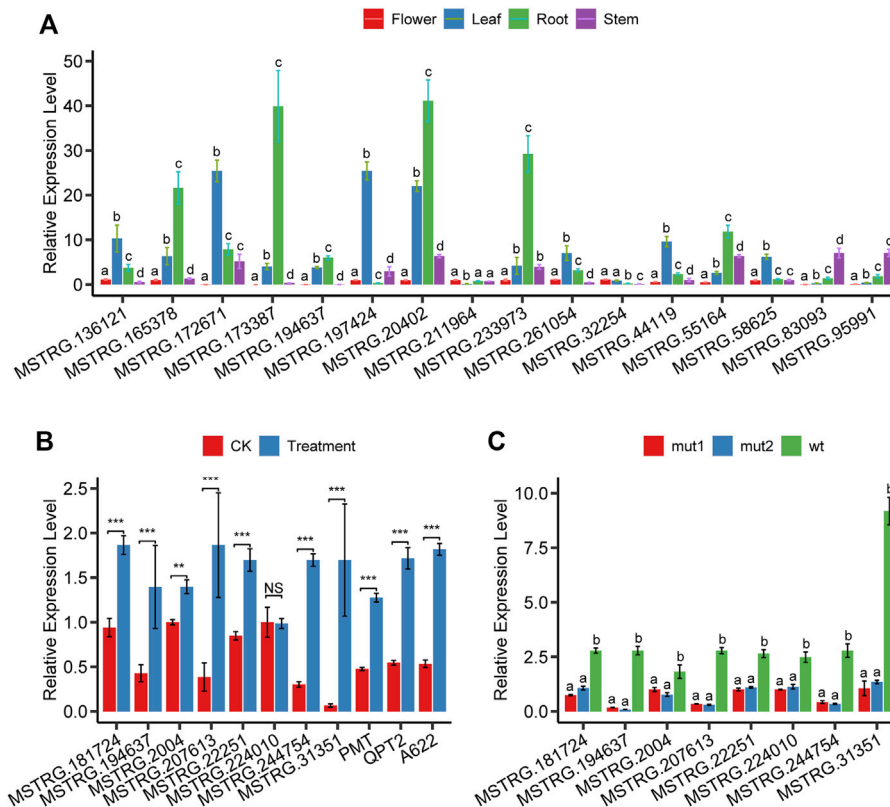 A
Flower Leaf Root Stem
Relative Expression Level
50
40
30
20
10
0
a b c d
a b c d
a b c d
a b c d
a b c d
a b c d
a b c d
a b c d
a b c d
a b c d
a b c d
a b c d
a b c d
a b c c
a b c d
a b c d
MSTRG.136121
MSTRG.165378
MSTRG.172671
MSTRG.173387
MSTRG.194637
MSTRG.197424
MSTRG.20402
MSTRG.211964
MSTRG.233973
MSTRG.261054
MSTRG.32254
MSTRG.44119
MSTRG.55164
MSTRG.58625
MSTRG.83093
MSTRG.95991
B
CK Treatment
Relative Expression Level
2.5
2.0
1.5
1.0
0.5
0.0
*** *** ** *** *** NS *** *** *** *** ***
MSTRG.181724
MSTRG.194637
MSTRG.2004
MSTRG.207613
MSTRG.22251
MSTRG.224010
MSTRG.244754
MSTRG.31351
PMT
QPT2
A622
C
mut1 mut2 wt
Relative Expression Level
10.0
7.5
5.0
2.5
0.0
a a b
a a b
a a b
a a b
a a b
a a b
a a b
a a b
MSTRG.181724
MSTRG.194637
MSTRG.2004
MSTRG.207613
MSTRG.22251
MSTRG.224010
MSTRG.244754
MSTRG.31351